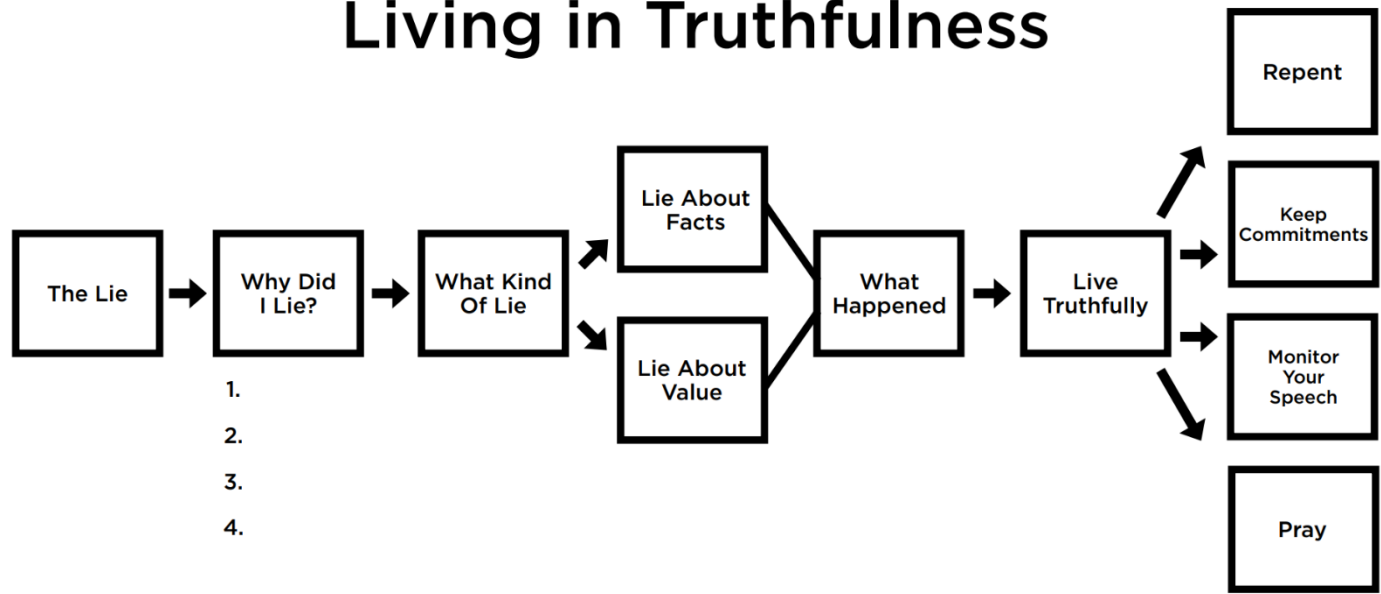 Living in Truthfulness
The Lie
Why Did
I Lie?
1.
2.
3.
4.
What Kind
Of Lie
Lie About
Facts
Lie About
Value
What
Happened
Live
Truthfully
Repent
Keep
Commitments
Monitor
Your
Speech
Pray